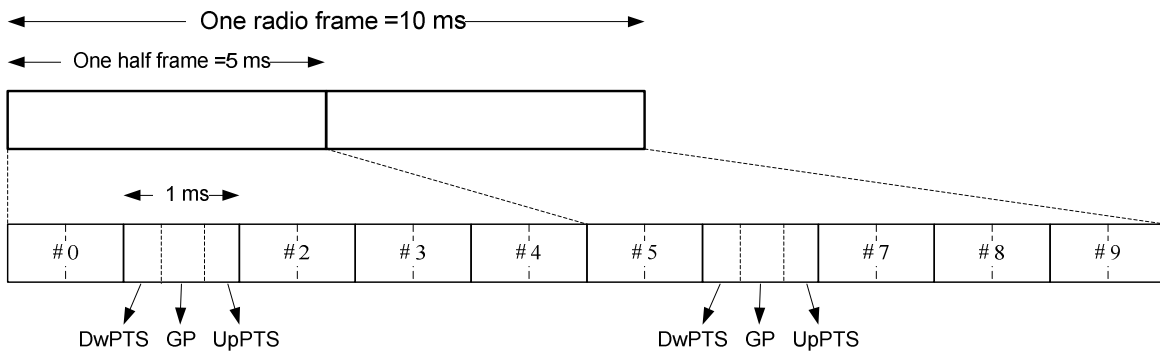 One radio frame =10 ms
One half frame =5 ms
1 ms
#0 #2 #3 #4 #5 #7 #8 #9
DwPTS GP UpPTS DwPTS GP UpPTS